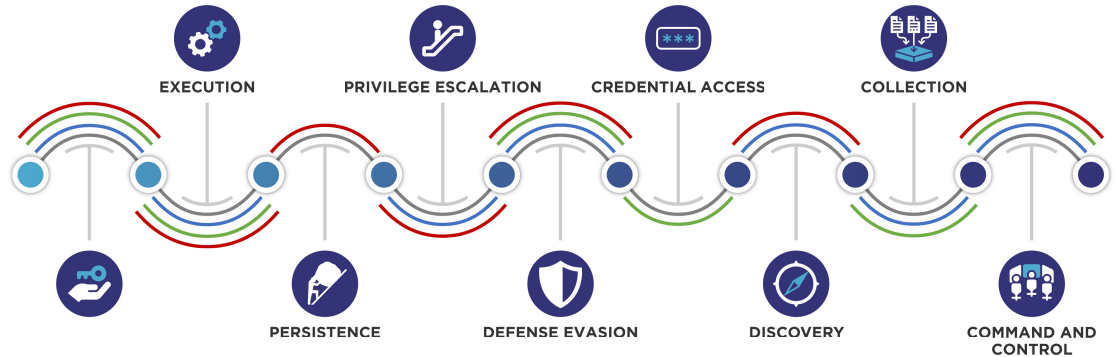 ***
EXECUTION
PRIVILEGE ESCALATION
CREDENTIAL ACCESS
COLLECTION
PERSISTENCE
DEFENSE EVASION
DISCOVERY
COMMAND AND
CONTROL